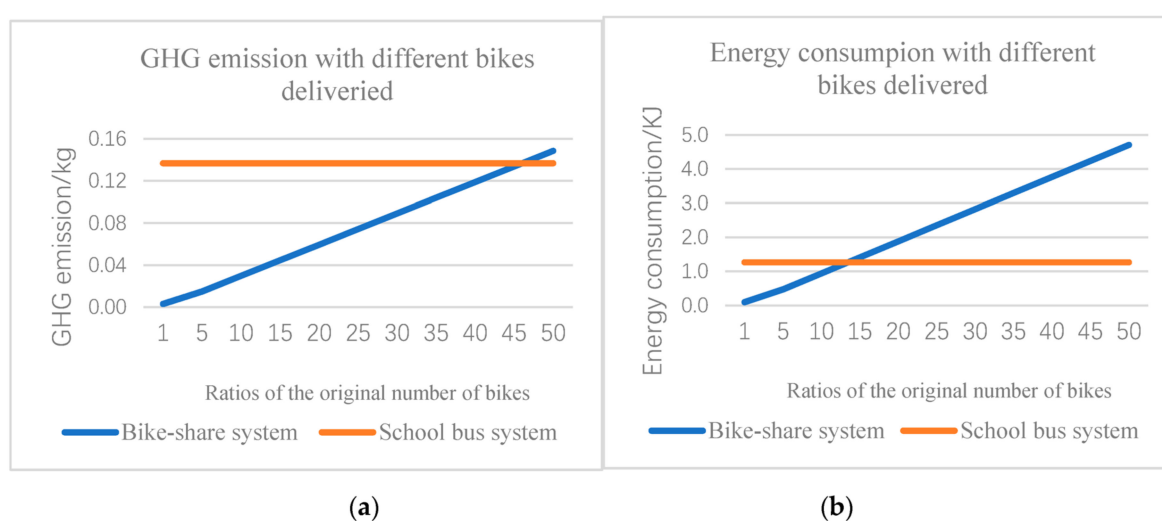 GHG emission with different bikes
deliveried
GHG emission/kg
0.16
0.12
0.08
0.04
0.00
1 5 10 15 20 25 30 35 40 45 50
Ratios of the original number of bikes
Bike-share system School bus system
(a)
Energy consumpion with different
bikes delivered
Energy consumption/KJ
5.0
4.0
3.0
2.0
1.0
0.0
1 5 10 15 20 25 30 35 40 45 50
Ratios of the original number of bikes
Bike-share system School bus system
(b)